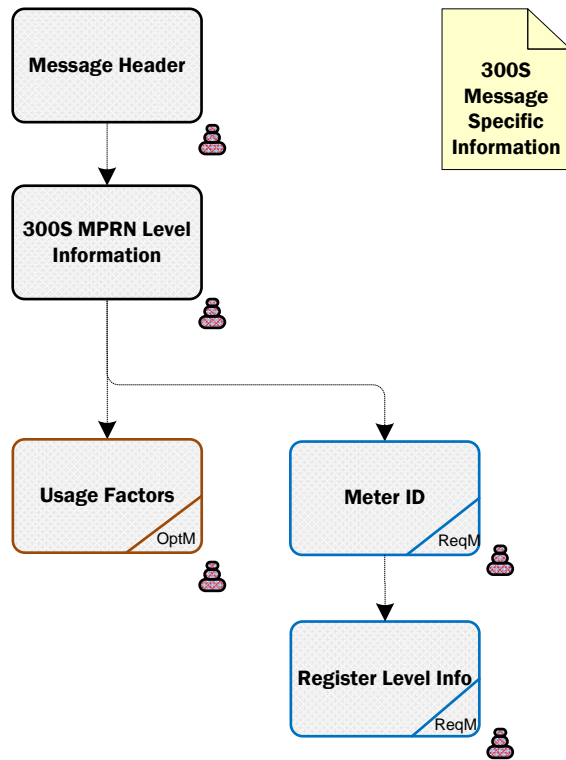 Message Header
300S
Message
Specific
Information
300S MPRN Level
Information
Usage Factors
OptM
Meter ID
ReqM
Register Level Info
ReqM